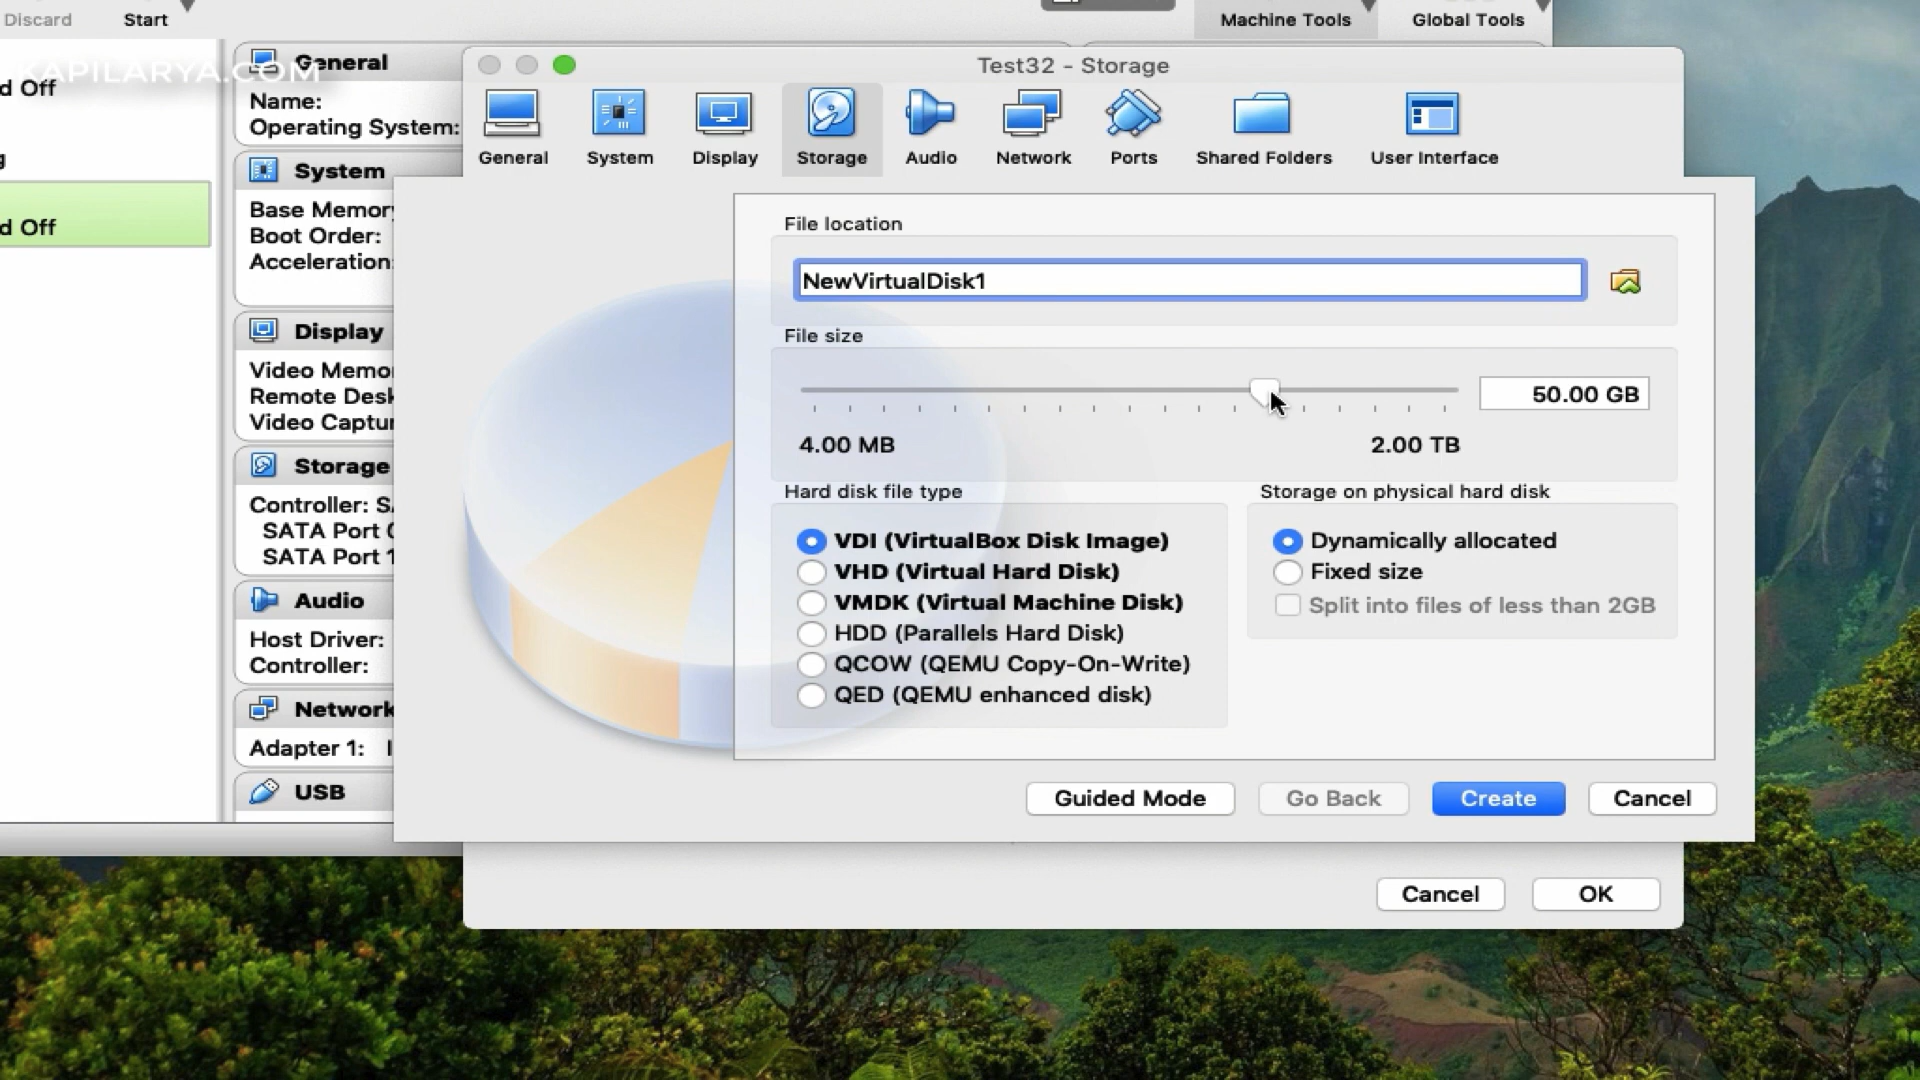 Discard
Start
Machine Tools
Global Tools
KAPILARYA.COM
d Off
d Off
General
Name:
Operating System:
System
Base Memory
Boot Order:
Acceleration:
Display
Video Memo
Remote Desk
Video Captu
Storage
Controller: SA
SATA Port 0
SATA Port 1
Audio
Host Driver:
Controller:
Network
Adapter 1:
USB
Test32 - Storage
General
System
Display
Storage
Audio
Network
Ports
Shared Folders
User Interface
File location
NewVirtualDisk1
File size
50.00 GB
4.00 MB
2.00 TB
Hard disk file type
VDI (VirtualBox Disk Image)
VHD (Virtual Hard Disk)
VMDK (Virtual Machine Disk)
HDD (Parallels Hard Disk)
QCOW (QEMU Copy-On-Write)
QED (QEMU enhanced disk)
Storage on physical hard disk
Dynamically allocated
Fixed size
Split into files of less than 2GB
Guided Mode
Go Back
Create
Cancel
Cancel
OK